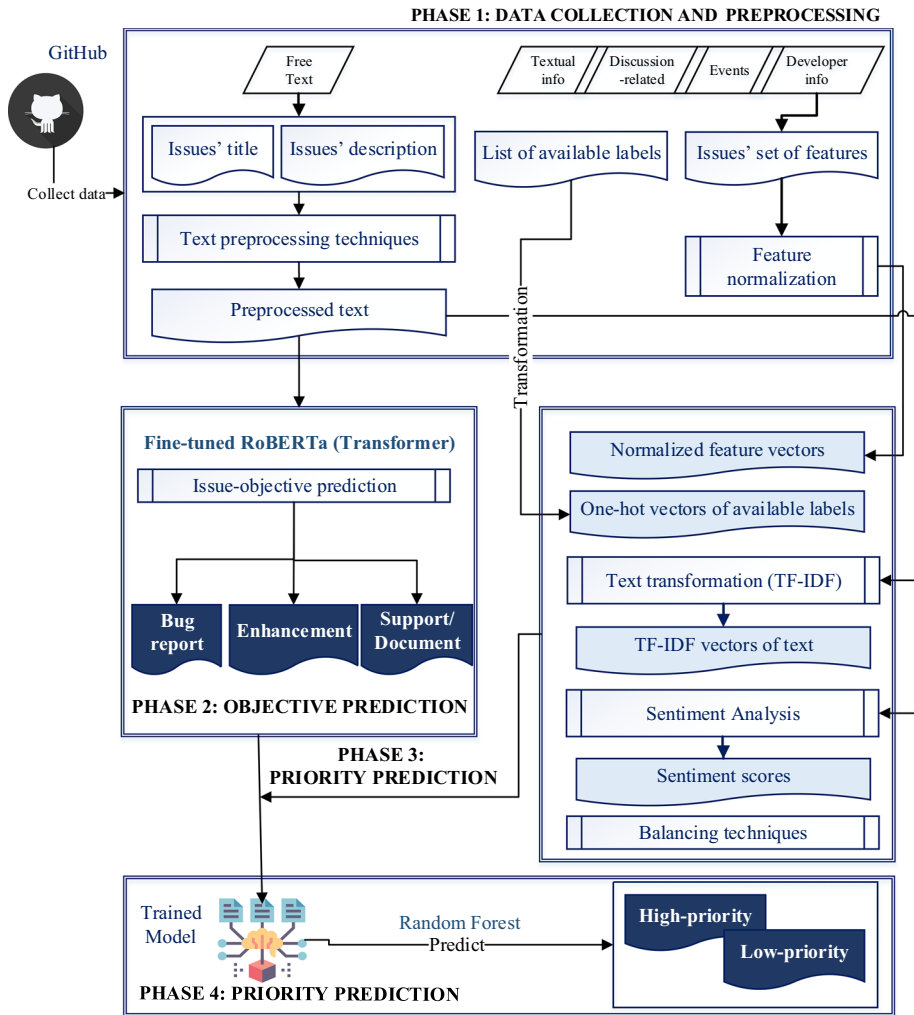 PHASE 1: DATA COLLECTION AND PREPROCESSING
GitHub
Collect data
Free
Text
Textual
info
Discussion
-related
Events
Developer
info
Issues' title
Issues' description
List of available labels
Issues' set of features
Text preprocessing techniques
Feature
normalization
Preprocessed text
Transformation
Fine-tuned RoBERTa (Transformer)
Issue-objective prediction
Bug
report
Enhancement
Support/
Document
PHASE 2: OBJECTIVE PREDICTION
Normalized feature vectors
One-hot vectors of available labels
Text transformation (TF-IDF)
TF-IDF vectors of text
Sentiment Analysis
Sentiment scores
Balancing techniques
PHASE 3:
PRIORITY PREDICTION
Trained
Model
Random Forest
Predict
High-priority
Low-priority
PHASE 4: PRIORITY PREDICTION